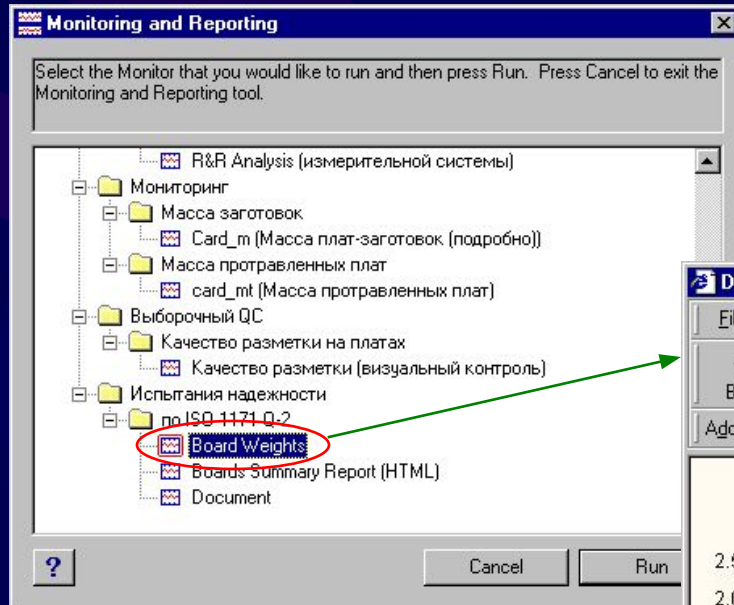 Monitoring and Reporting
Select the Monitor that you would like to run and then press Run. Press Cancel to exit the
Monitoring and Reporting tool.
R&R Analysis (измерительной системы)
Мониторинг
Масса заготовок
Card_m (Масса плат-заготовок (подробно))
Масса протравленных плат
card_mt (Масса протравленных плат)
Выборочный QC
Качество разметки на платах
Качество разметки (визуальный контроль)
Испытания надежности
по ISO 1171 Q-2
Board Weights
Boards Summary Report (HTML)
Document
?
Cancel
Run